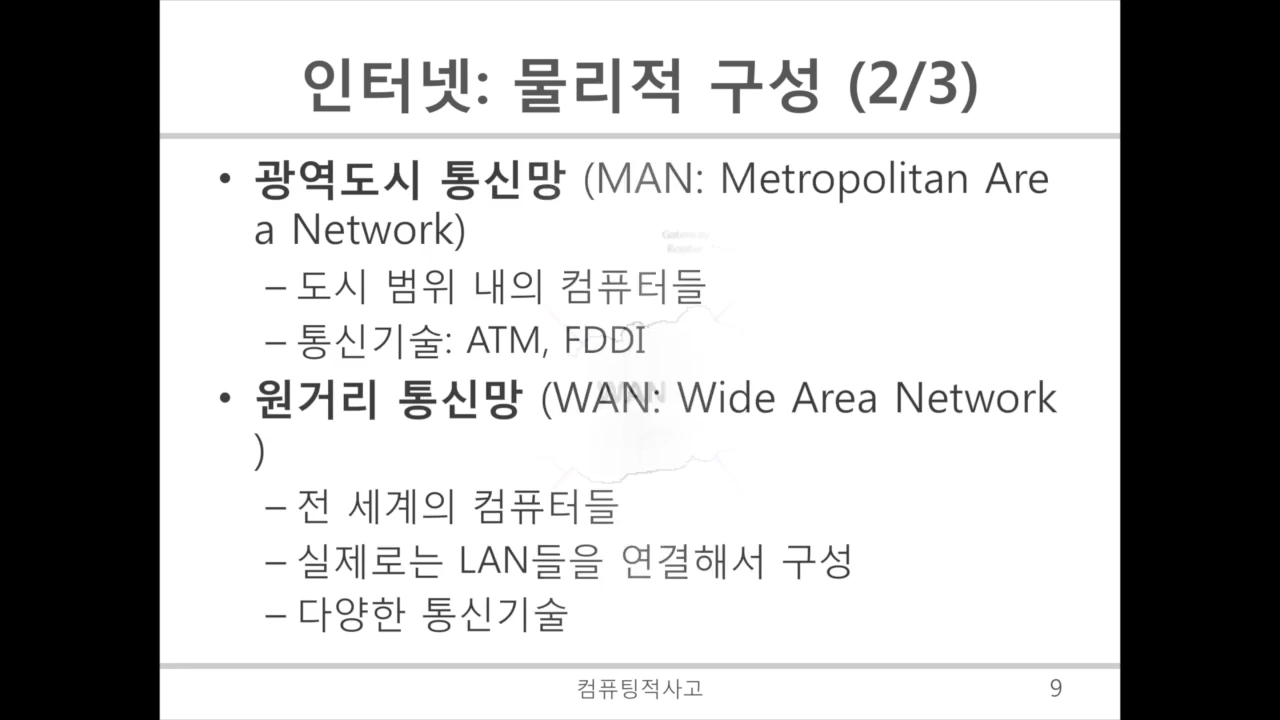 인터넷: 물리적 구성 (2/3)
• 광역도시 통신망 (MAN: Metropolitan Are
a Network)
– 도시 범위 내의 컴퓨터들
– 통신기술: ATM, FDDI
• 원거리 통신망 (WAN: Wide Area Network
)
– 전 세계의 컴퓨터들
– 실제로는 LAN들을 연결해서 구성
– 다양한 통신기술
Gateway
Router
WAN
컴퓨팅적사고
9